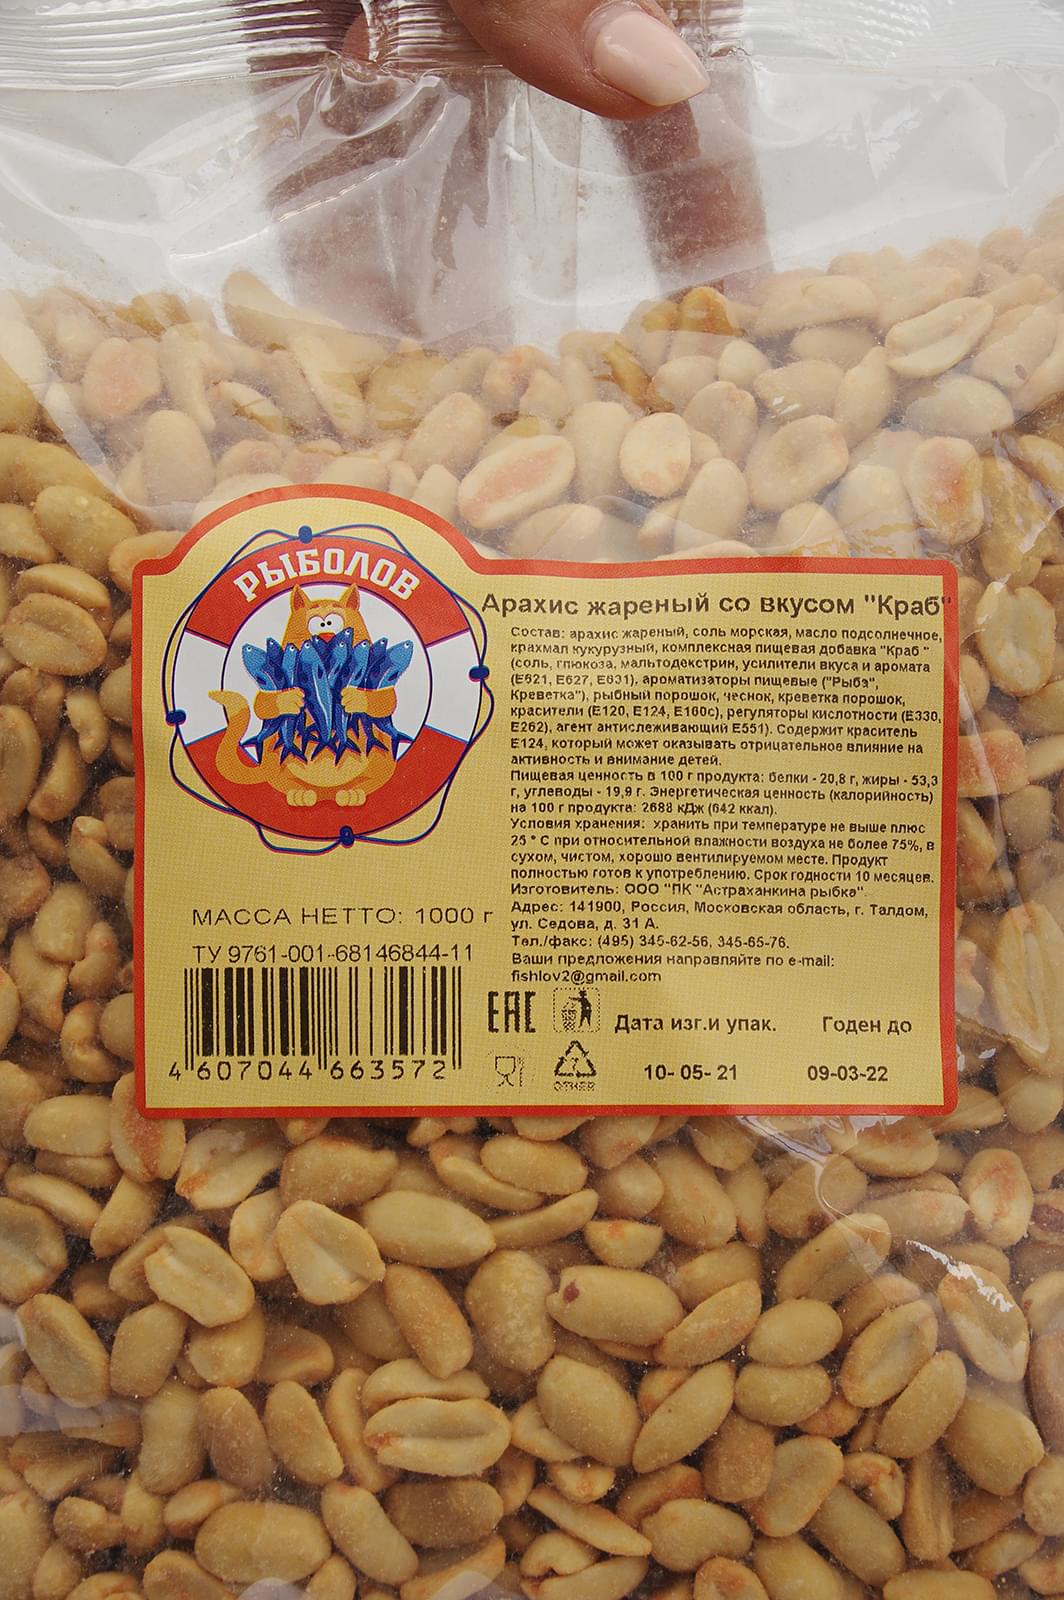 РЫБОЛОВ
Арахис жареный со вкусом "Краб"
Состав: арахис жареный, соль морская, масло подсолнечное,
крахмал кукурузный, комплексная пищевая добавка "Краб "
(соль, глюкоза, мальтодекстрин, усилители вкуса и аромата
(Е621, Е627, Е631), ароматизаторы пищевые ("Рыба",
Креветка"), рыбный порошок, чеснок, креветка порошок,
красители (Е120, Е124, Е160с), регуляторы кислотности (Е330,
Е262), агент антислеживающий Е551). Содержит краситель
Е124, который может оказывать отрицательное влияние на
активность и внимание детей.
Пищевая ценность в 100 г продукта: белки - 20,8 г, жиры - 53,3
г, углеводы - 19,9 г. Энергетическая ценность (калорийность)
на 100 г продукта: 2688 кДж (642 ккал).
Условия хранения: хранить при температуре не выше плюс
25 ° С при относительной влажности воздуха не более 75%, в
сухом, чистом, хорошо вентилируемом месте. Продукт
полностью готов к употреблению. Срок годности 10 месяцев.
Изготовитель: ООО "ПК "Астраханкина рыбка".
Адрес: 141900, Россия, Московская область, г. Талдом,
ул. Седова, д. 31 А.
Тел./факс: (495) 345-62-56, 345-65-76.
Ваши предложения направляйте по e-mail:
fishlov2@gmail.com
МАССА НЕТТО: 1000 г
ТУ 9761-001-68146844-11
4 607044 663572
EAC
OTHER
Дата изг.и упак. Годен до
10- 05- 21 09-03-22